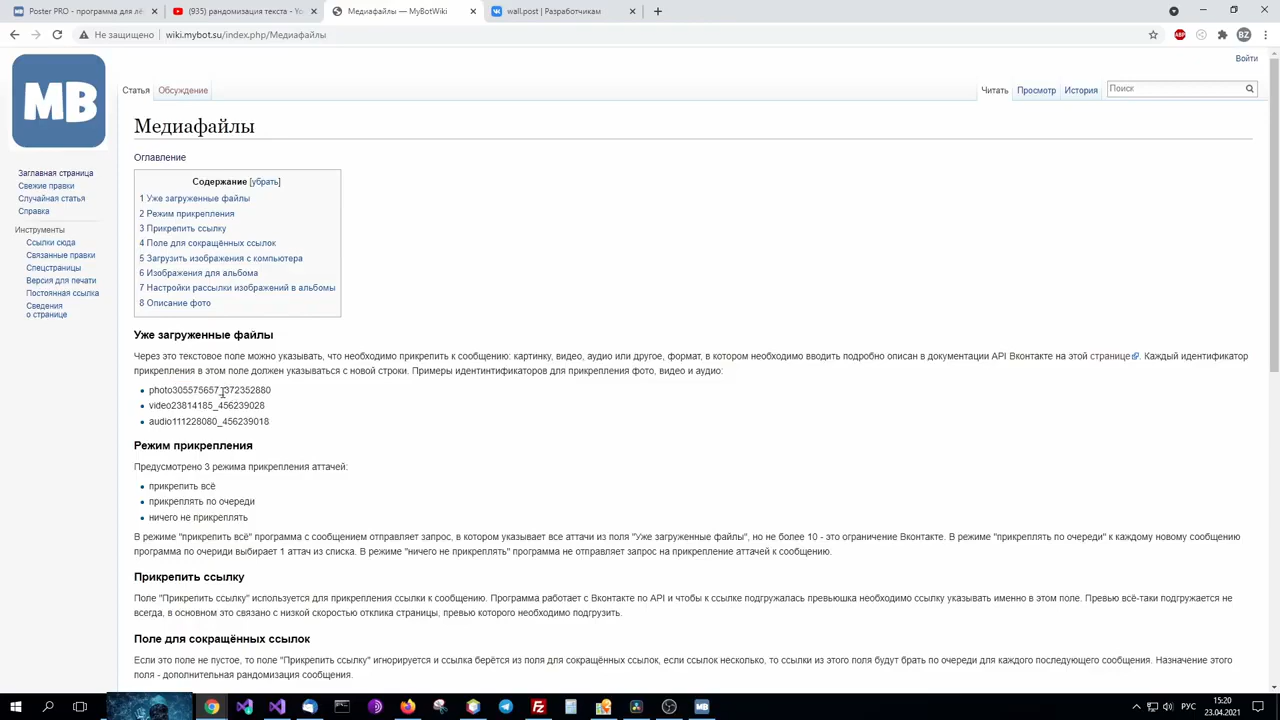 Poster PRO - программа для лё
(935) рандомизация текста - Yo
Медиафайлы — MyBotWiki
wall.post | Разработчикам
Не защищено
wiki.mybot.su/index.php/Медиафайлы
ABP
BZ
Войти
MB
Статья
Обсуждение
Читать
Просмотр
История
Поиск
Медиафайлы
Заглавная страница
Свежие правки
Случайная статья
Справка
Инструменты
Ссылки сюда
Связанные правки
Спецстраницы
Версия для печати
Постоянная ссылка
Сведения
о странице
Оглавление
Содержание [убрать]
1 Уже загруженные файлы
2 Режим прикрепления
3 Прикрепить ссылку
4 Поле для сокращённых ссылок
5 Загрузить изображения с компьютера
6 Изображения для альбома
7 Настройки рассылки изображений в альбомы
8 Описание фото
Уже загруженные файлы
Через это текстовое поле можно указывать, что необходимо прикрепить к сообщению: картинку, видео, аудио или другое, формат, в котором необходимо вводить подробно описан в документации API Вконтакте на этой странице. Каждый идентификатор
прикрепления в этом поле должен указываться с новой строки. Примеры идентинтификаторов для прикрепления фото, видео и аудио:
photo305575657_372352880
video23814185_456239028
audio111228080_456239018
Режим прикрепления
Предусмотрено 3 режима прикрепления аттачей:
прикрепить всё
прикреплять по очереди
ничего не прикреплять
В режиме "прикрепить всё" программа с сообщением отправляет запрос, в котором указывает все аттачи из поля "Уже загруженные файлы", но не более 10 - это ограничение Вконтакте. В режиме "прикреплять по очереди" к каждому новому сообщению
программа по очериди выбирает 1 аттач из списка. В режиме "ничего не прикреплять" программа не отправляет запрос на прикрепление аттачей к сообщению.
Прикрепить ссылку
Поле "Прикрепить ссылку" используется для прикрепления ссылки к сообщению. Программа работает с Вконтакте по API и чтобы к ссылке подгружалась превьюшка необходимо ссылку указывать именно в этом поле. Превью всё-таки подгружается не
всегда, в основном это связано с низкой скоростью отклика страницы, превью которого необходимо подгрузить.
Поле для сокращённых ссылок
Если это поле не пустое, то поле "Прикрепить ссылку" игнорируется и ссылка берётся из поля для сокращённых ссылок, если ссылок несколько, то ссылки из этого поля будут брать по очереди для каждого последующего сообщения. Назначение этого
поля - дополнительная рандомизация сообщения.
РУС
15:20
23.04.2021